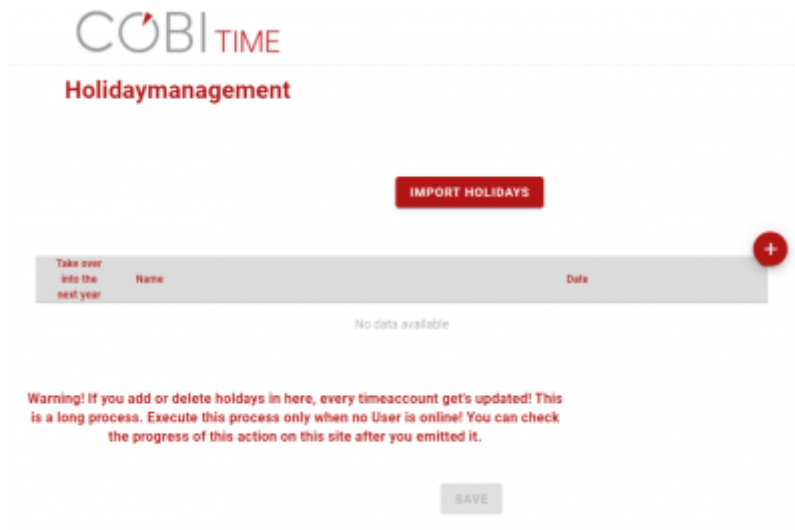 COBI TIME
Holidaymanagement
IMPORT HOLIDAYS
+
Take over
into the
next year
Name
Date
No data available
Warning! If you add or delete holdays in here, every timeaccount get's updated! This
is a long process. Execute this process only when no User is online! You can check
the progress of this action on this site after you emitted it.
SAVE